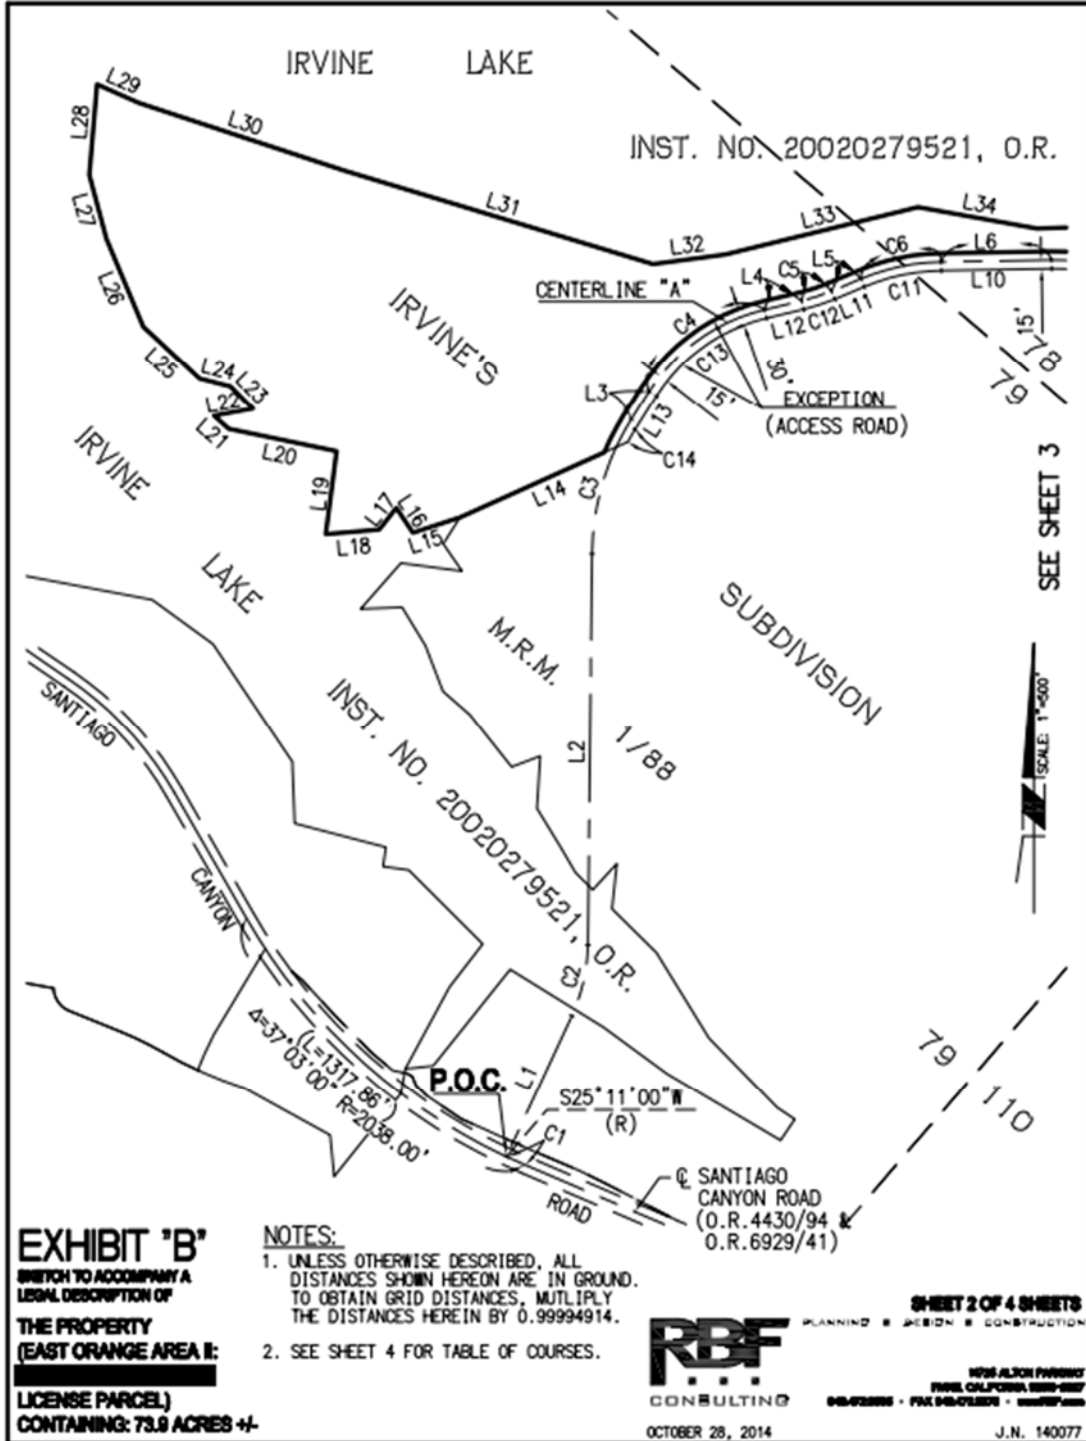 IRVINE LAKE
L29
L28
L30
INST. NO. 20020279521, O.R.
L27
L31
L32
L33
L34
L26
CENTERLINE "A"
L4
C5
L5
C6
L6
C4
L12
C12
L11
C11
L10
15'
78
79
IRVINE'S
L25
L24
L23
L22
L21
L20
L3
C13
L13
15'
30'
EXCEPTION
(ACCESS ROAD)
C14
IRVINE
L19
L18
L17
L16
L15
L14
C3
SEE SHEET 3
LAKE
M.R.M.
SUBDIVISION
SANTIAGO
INST. NO. 20020279521, O.R.
L2
1/88
SCALE: 1"=500'
CANYON
C2
Δ=37°03'00" R=2038.00'
(L=1317.86')
P.O.C.
L1
S25°11'00"W
(R)
C1
79
110
ROAD
℄ SANTIAGO
CANYON ROAD
(O.R.4430/94 &
O.R.6929/41)
EXHIBIT "B"
SKETCH TO ACCOMPANY A
LEGAL DESCRIPTION OF
THE PROPERTY
(EAST ORANGE AREA II:
LICENSE PARCEL)
CONTAINING: 73.9 ACRES +/-
NOTES:
1. UNLESS OTHERWISE DESCRIBED, ALL
DISTANCES SHOWN HEREON ARE IN GROUND.
TO OBTAIN GRID DISTANCES, MUTLIPLY
THE DISTANCES HEREIN BY 0.99994914.
2. SEE SHEET 4 FOR TABLE OF COURSES.
SHEET 2 OF 4 SHEETS
RBF
CONSULTING
PLANNING ■ DESIGN ■ CONSTRUCTION
OCTOBER 28, 2014
J.N. 140077